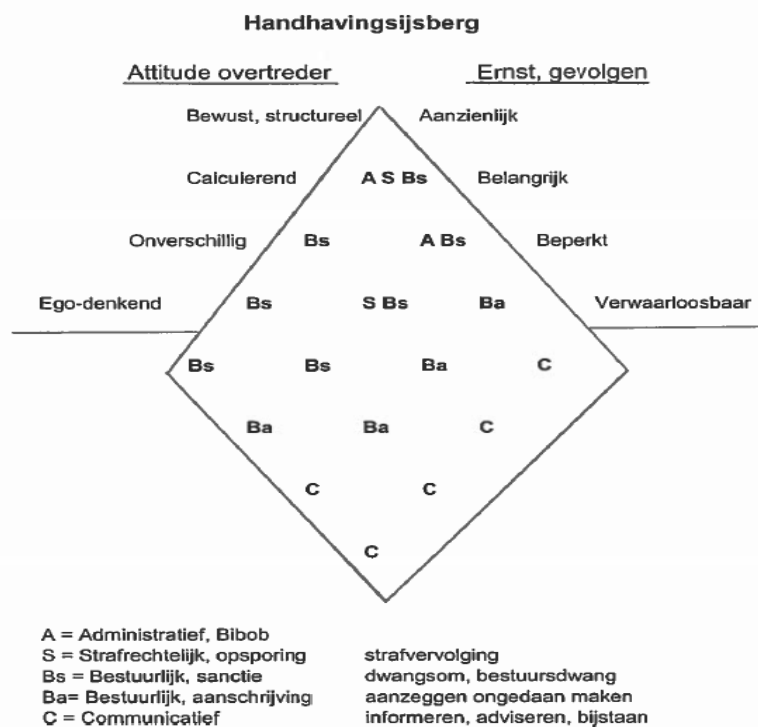 Handhavingsijsberg
Attitude overtreder Ernst, gevolgen
Bewust, structureel Aanzienlijk
Calculerend A S Bs Belangrijk
Onverschillig Bs A Bs Beperkt
Ego-denkend Bs S Bs Ba Verwaarloosbaar
Bs Bs Ba C
Ba Ba C
C C
C
A = Administratief, Bibob
S = Strafrechtelijk, opsporing strafvervolging
Bs = Bestuurlijk, sanctie dwangsom, bestuursdwang
Ba= Bestuurlijk, aanschrijving aanzeggen ongedaan maken
C = Communicatief informeren, adviseren, bijstaan